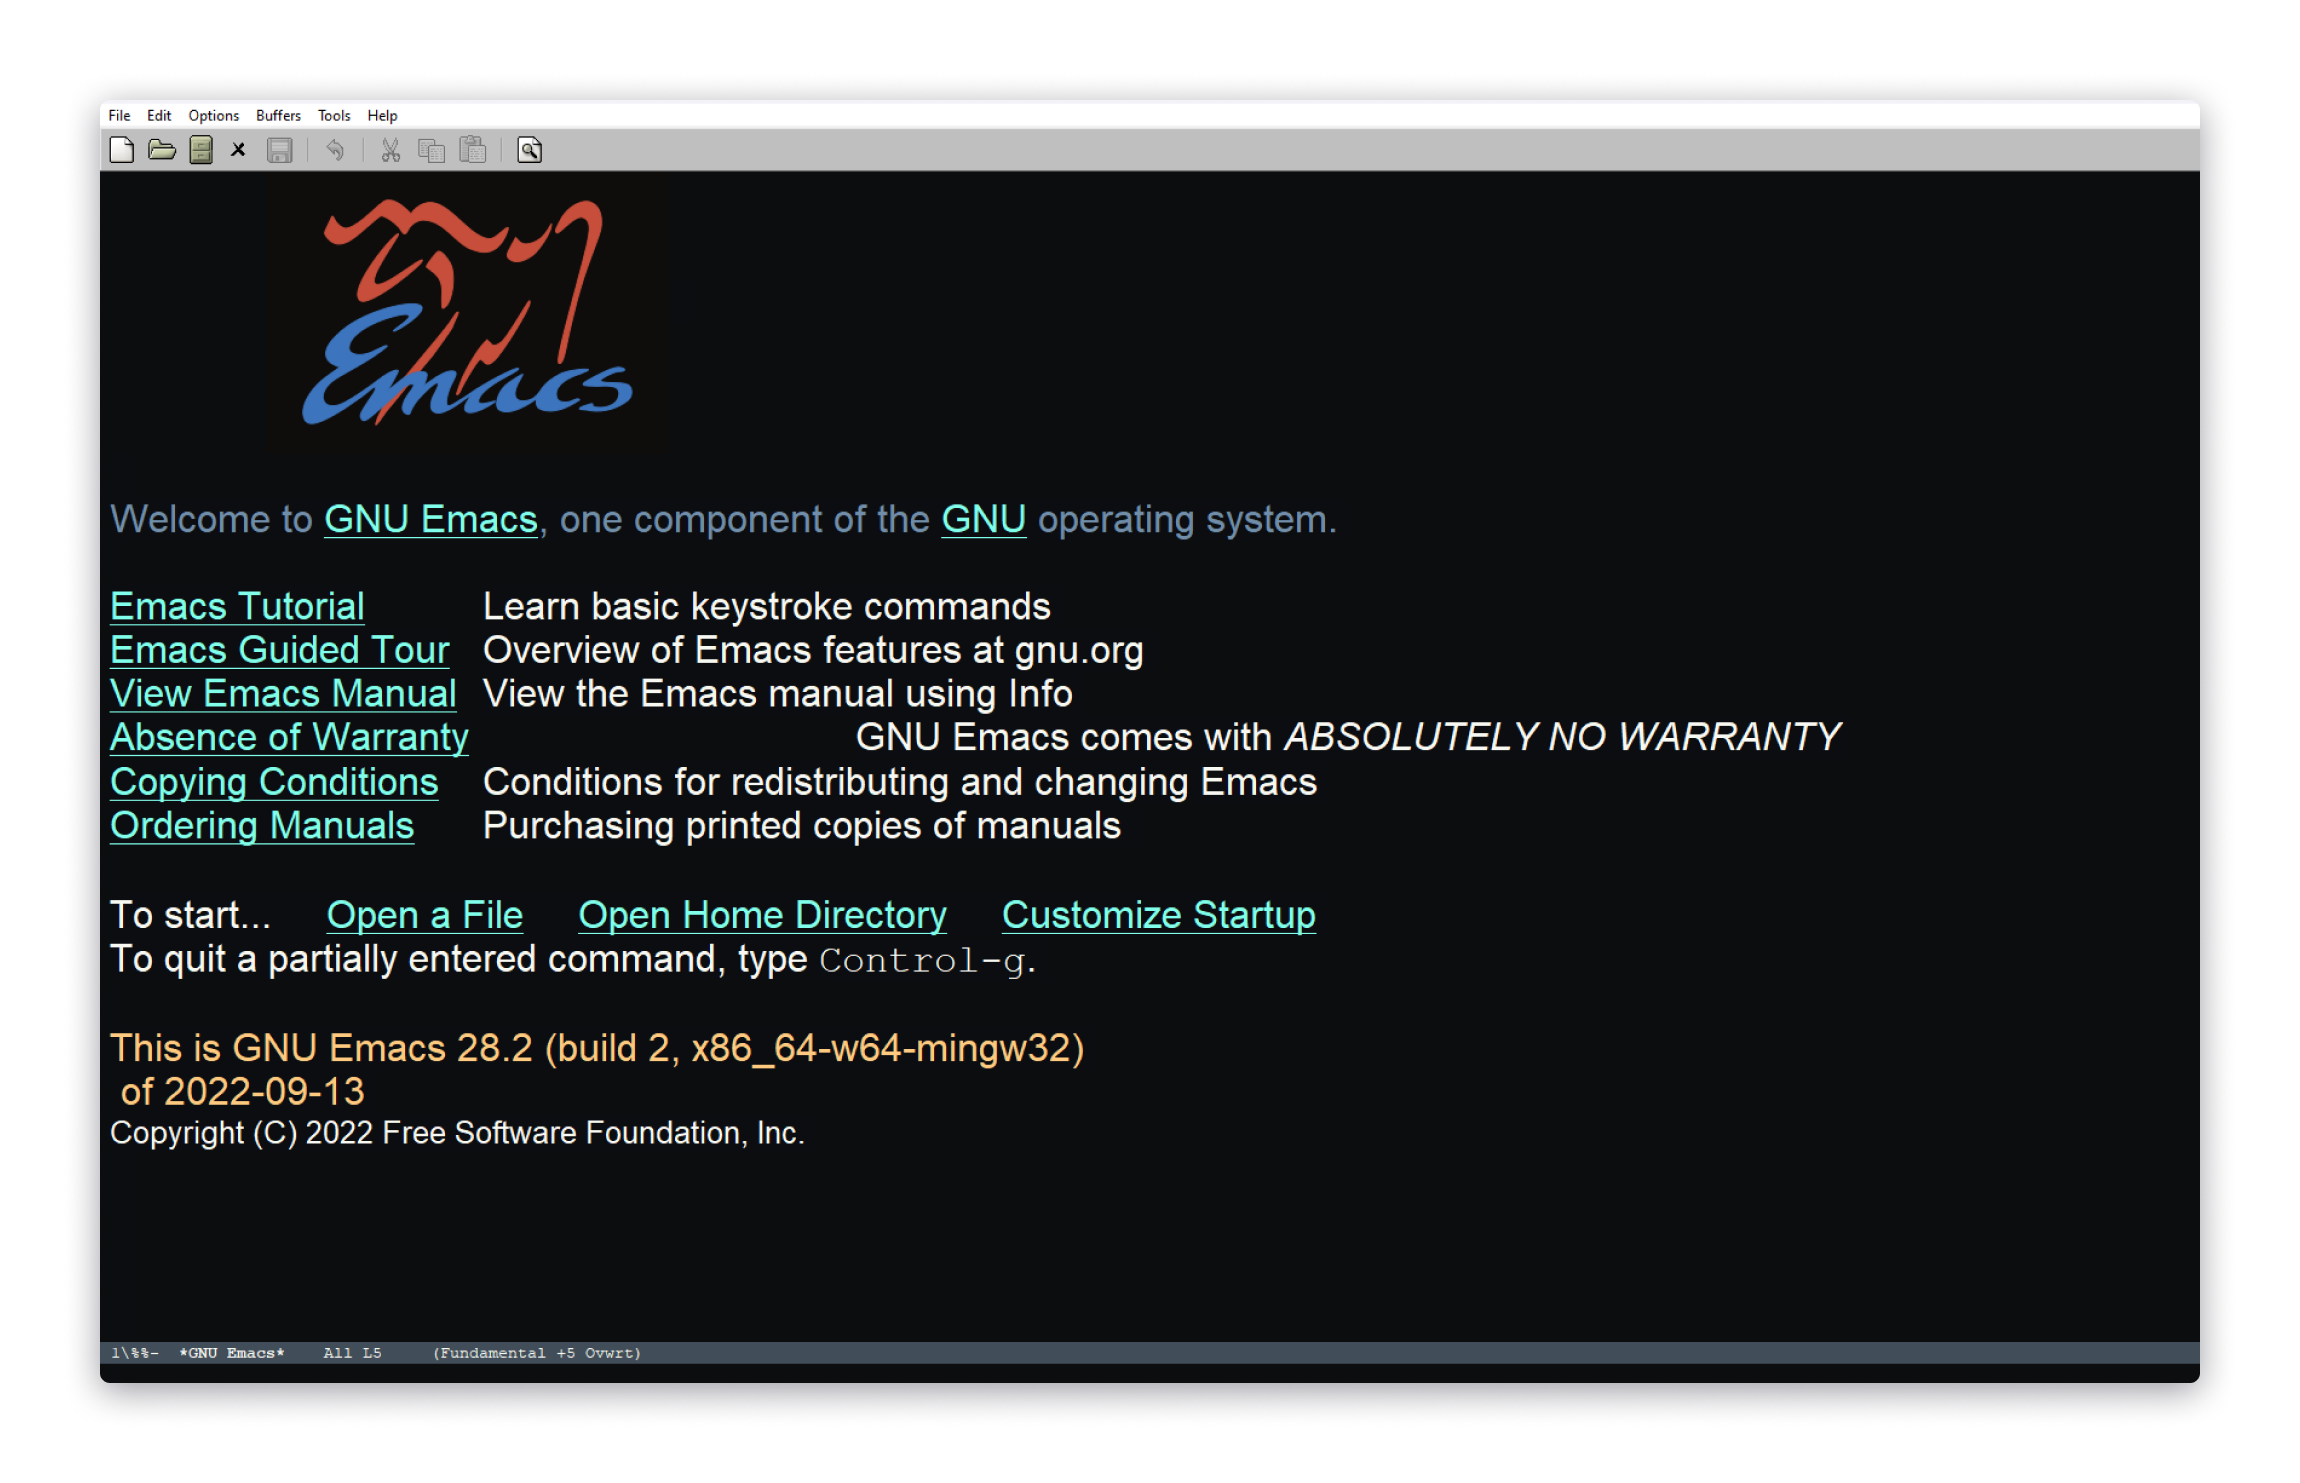 File Edit Options Buffers Tools Help
Emacs
Welcome to GNU Emacs, one component of the GNU operating system.
Emacs Tutorial Learn basic keystroke commands
Emacs Guided Tour Overview of Emacs features at gnu.org
View Emacs Manual View the Emacs manual using Info
Absence of Warranty GNU Emacs comes with ABSOLUTELY NO WARRANTY
Copying Conditions Conditions for redistributing and changing Emacs
Ordering Manuals Purchasing printed copies of manuals
To start... Open a File Open Home Directory Customize Startup
To quit a partially entered command, type Control-g.
This is GNU Emacs 28.2 (build 2, x86_64-w64-mingw32)
of 2022-09-13
Copyright (C) 2022 Free Software Foundation, Inc.
1\%%- *GNU Emacs* All L5 (Fundamental +5 Ovwrt)